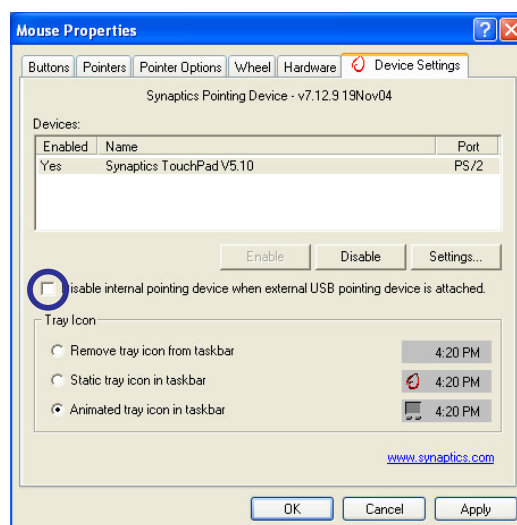 Mouse Properties
Buttons Pointers Pointer Options Wheel Hardware Device Settings
Synaptics Pointing Device - v7.12.9 19Nov04
Devices:
Enabled Name Port
Yes Synaptics TouchPad V5.10 PS/2
Enable Disable Settings...
Disable internal pointing device when external USB pointing device is attached.
Tray Icon
Remove tray icon from taskbar 4:20 PM
Static tray icon in taskbar 4:20 PM
Animated tray icon in taskbar 4:20 PM
www.synaptics.com
OK Cancel Apply